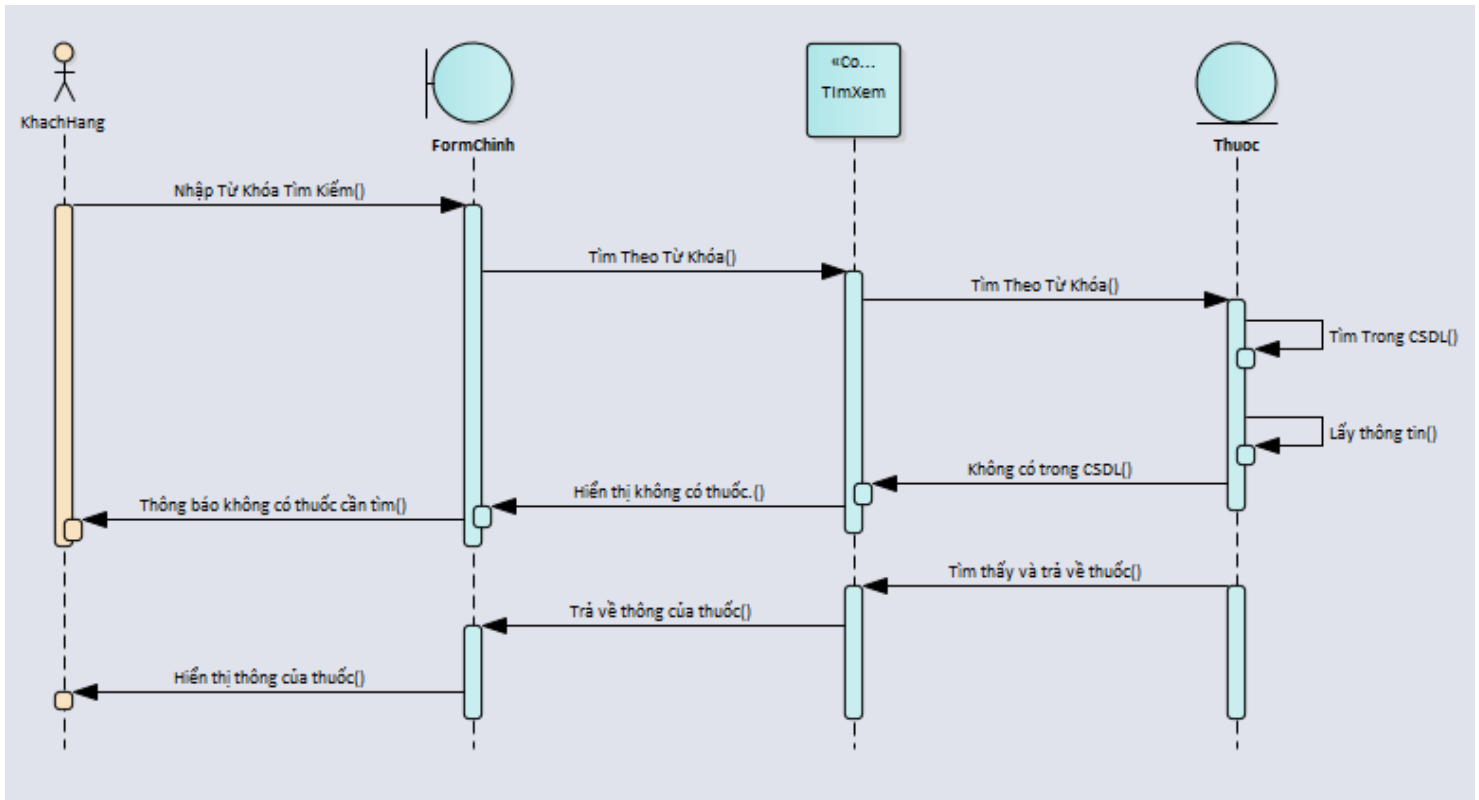 «Co...
TImXem
KhachHang
FormChinh
Thuoc
Nhập Từ Khóa Tìm Kiếm()
Tìm Theo Từ Khóa()
Tìm Theo Từ Khóa()
Tìm Trong CSDL()
Lấy thông tin()
Không có trong CSDL()
Hiển thị không có thuốc.()
Thông báo không có thuốc cần tìm()
Tìm thấy và trả về thuốc()
Trả về thông của thuốc()
Hiển thị thông của thuốc()